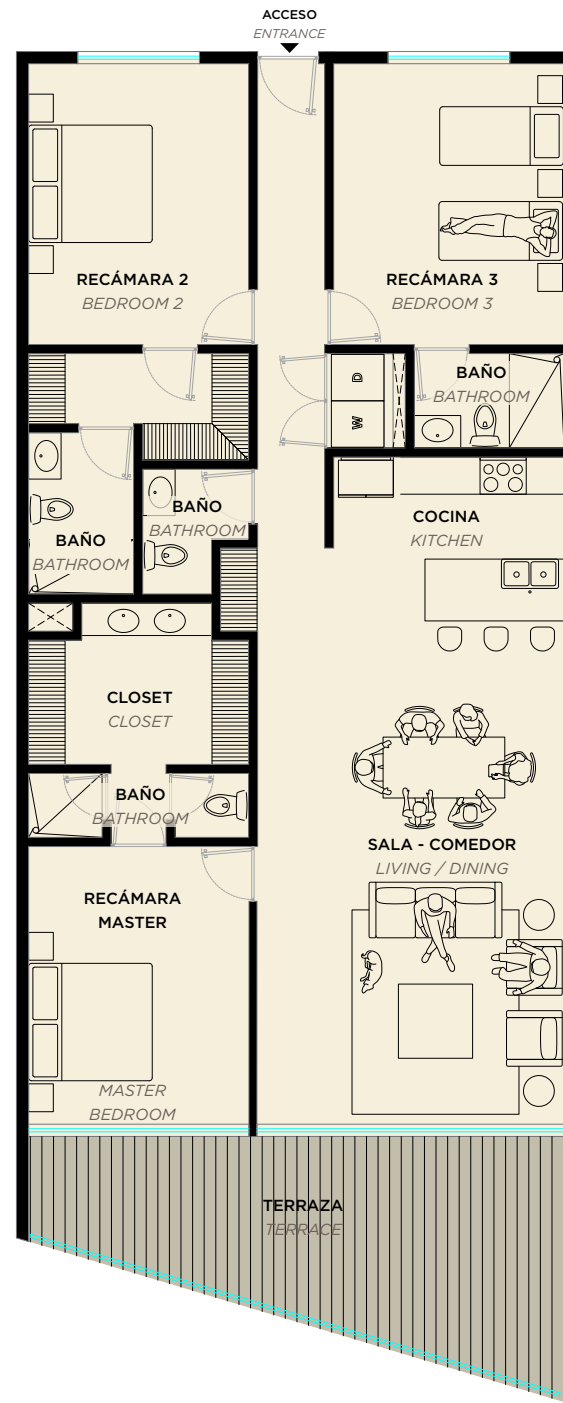 ACCESO
ENTRANCE
RECÁMARA 2
BEDROOM 2
RECÁMARA 3
BEDROOM 3
D
W
BAÑO
BATHROOM
BAÑO
BATHROOM
BAÑO
BATHROOM
COCINA
KITCHEN
CLOSET
CLOSET
BAÑO
BATHROOM
SALA - COMEDOR
LIVING / DINING
RECÁMARA
MASTER
MASTER
BEDROOM
TERRAZA
TERRACE